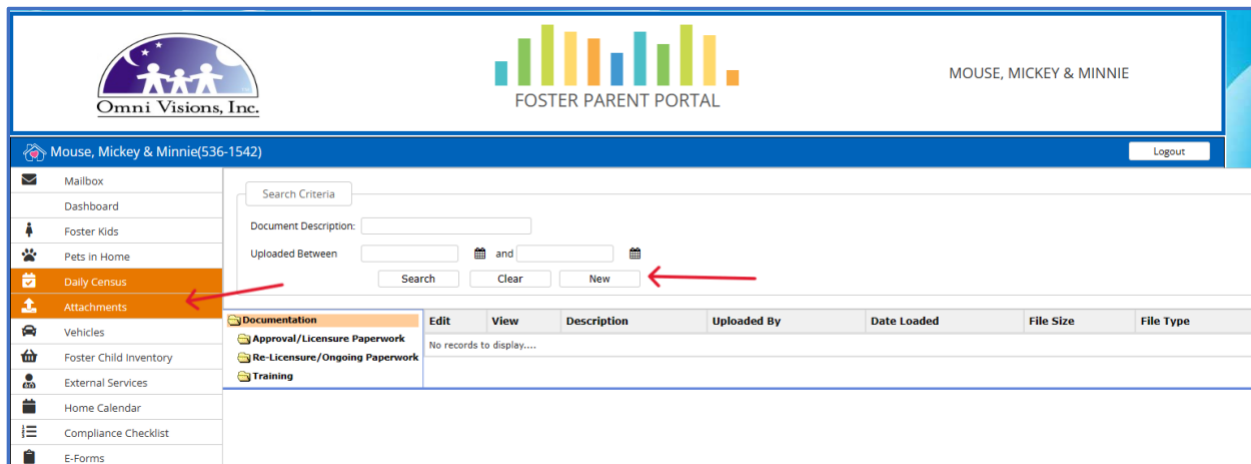 Omni Visions, Inc.
FOSTER PARENT PORTAL
MOUSE, MICKEY & MINNIE
Mouse, Mickey & Minnie(536-1542)
Logout
Mailbox
Dashboard
Foster Kids
Pets in Home
Daily Census
Attachments
Vehicles
Foster Child Inventory
External Services
Home Calendar
Compliance Checklist
E-Forms
Search Criteria
Document Description:
Uploaded Between and
Search Clear New
Documentation
Approval/Licensure Paperwork
Re-Licensure/Ongoing Paperwork
Training
Edit View Description Uploaded By Date Loaded File Size File Type
No records to display....